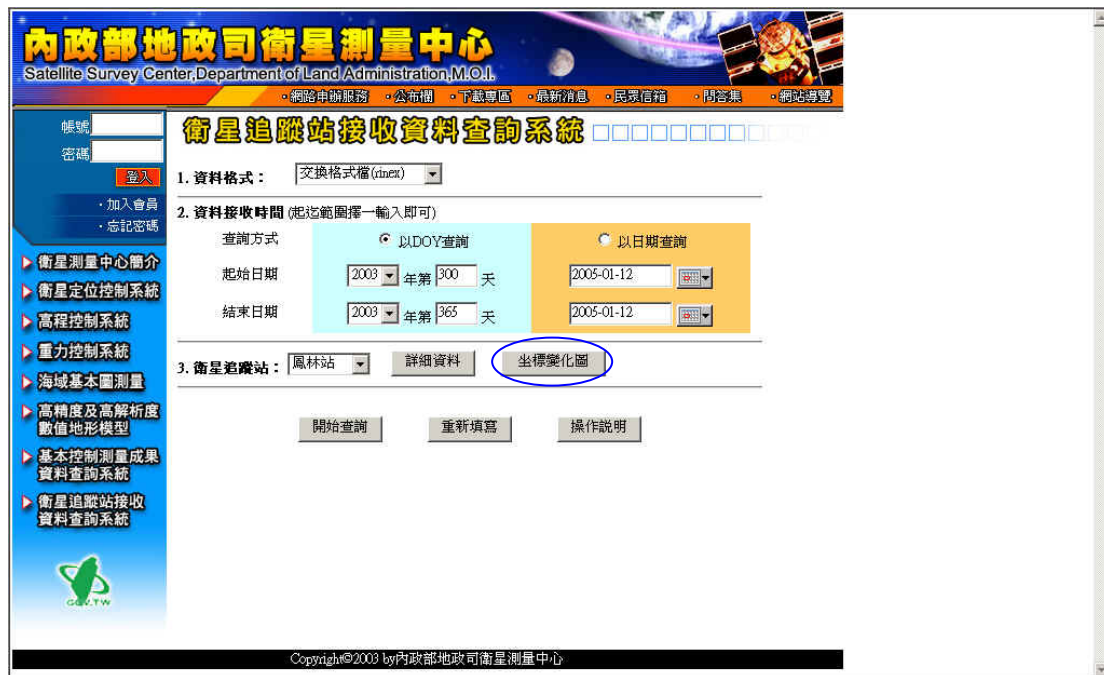 內政部地政司衛星測量中心
Satellite Survey Center,Department of Land Administration,M.O.I.
・網路申辦服務 ・公布欄 ・下載專區 ・最新消息 ・民眾信箱 ・問答集 ・網站導覽
帳號
密碼
登入
・加入會員
・忘記密碼
衛星測量中心簡介
衛星定位控制系統
高程控制系統
重力控制系統
海域基本圖測量
高精度及高解析度
數值地形模型
基本控制測量成果
資料查詢系統
衛星追蹤站接收
資料查詢系統
GOV.TW
衛星追蹤站接收資料查詢系統
1. 資料格式： 交換格式檔(rinex)
2. 資料接收時間 (起迄範圍擇一輸入即可)
查詢方式 以DOY查詢 以日期查詢
起始日期 2003 年第 300 天 2005-01-12
結束日期 2003 年第 365 天 2005-01-12
3. 衛星追蹤站： 鳳林站 詳細資料 坐標變化圖
開始查詢 重新填寫 操作說明
Copyright©2003 by內政部地政司衛星測量中心